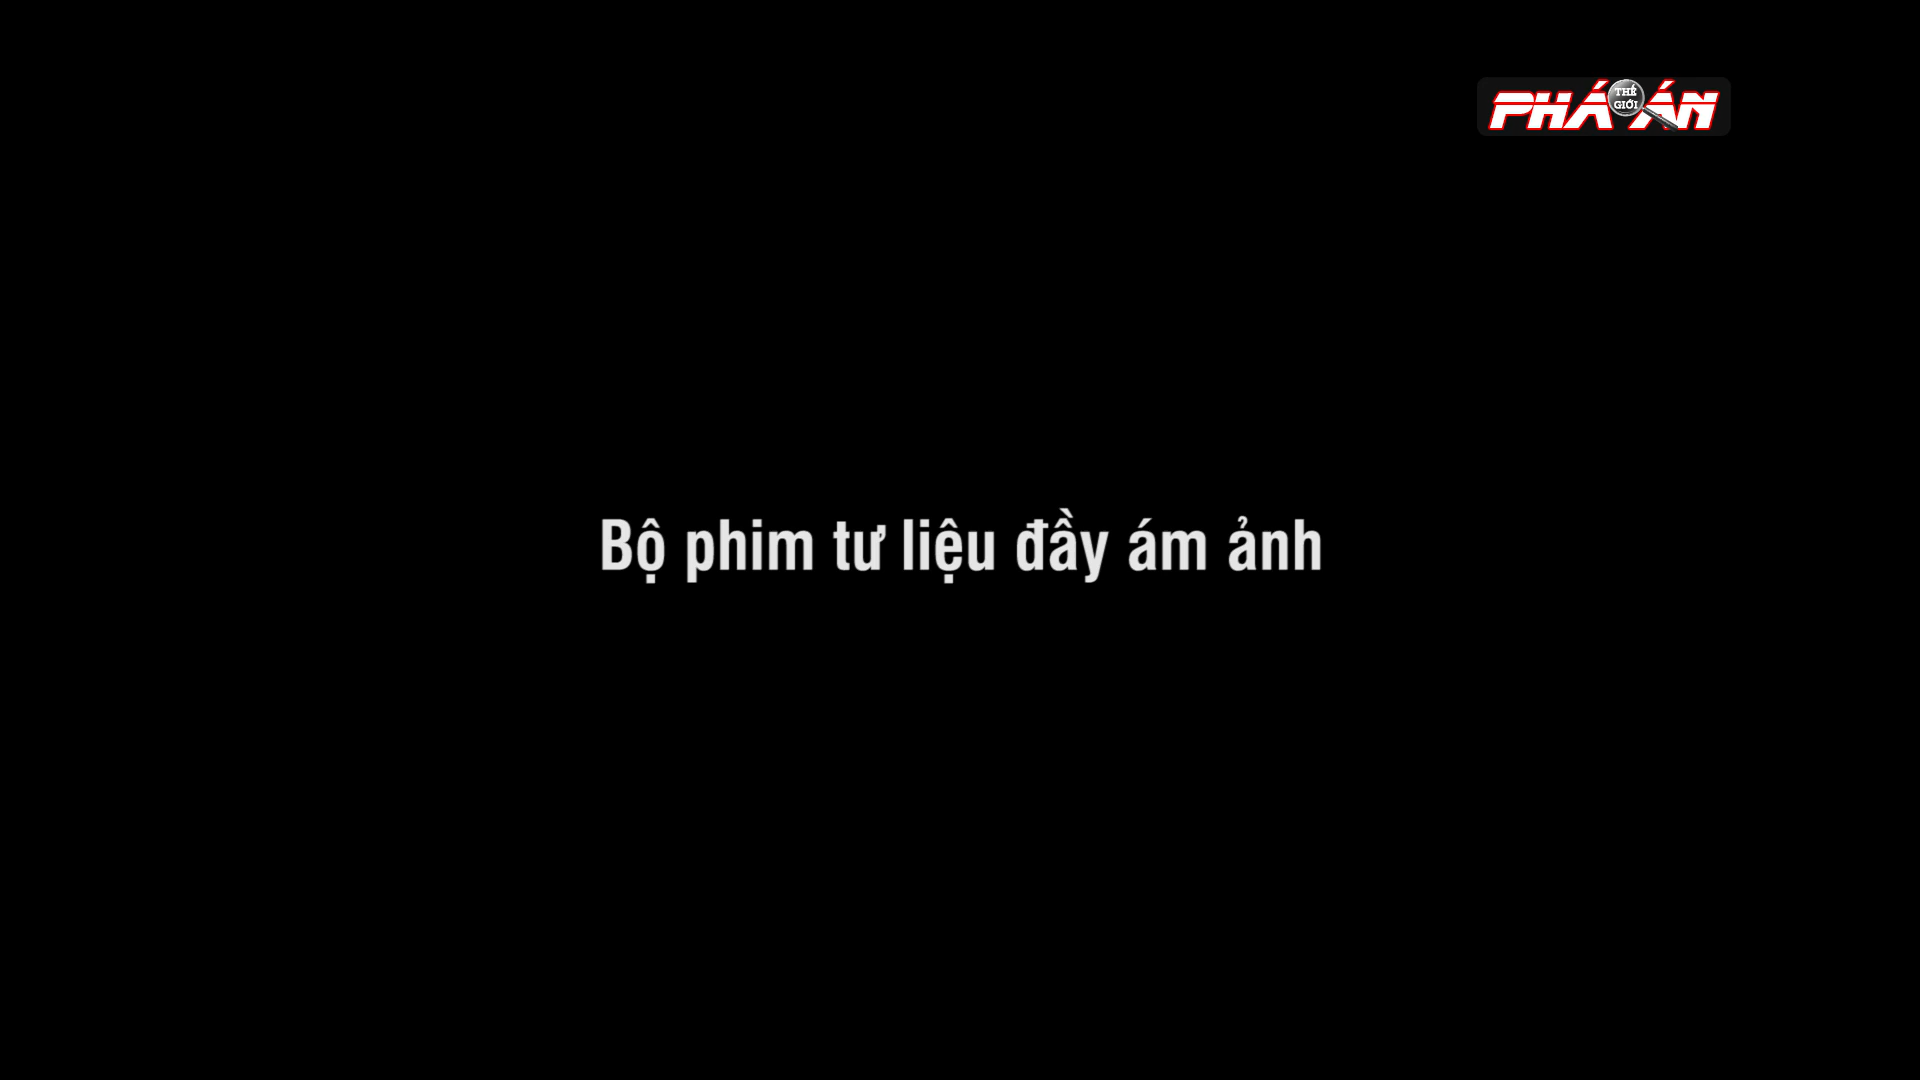 PHÁ ÁN
THẾ
GIỚI
Bộ phim tư liệu đầy ám ảnh